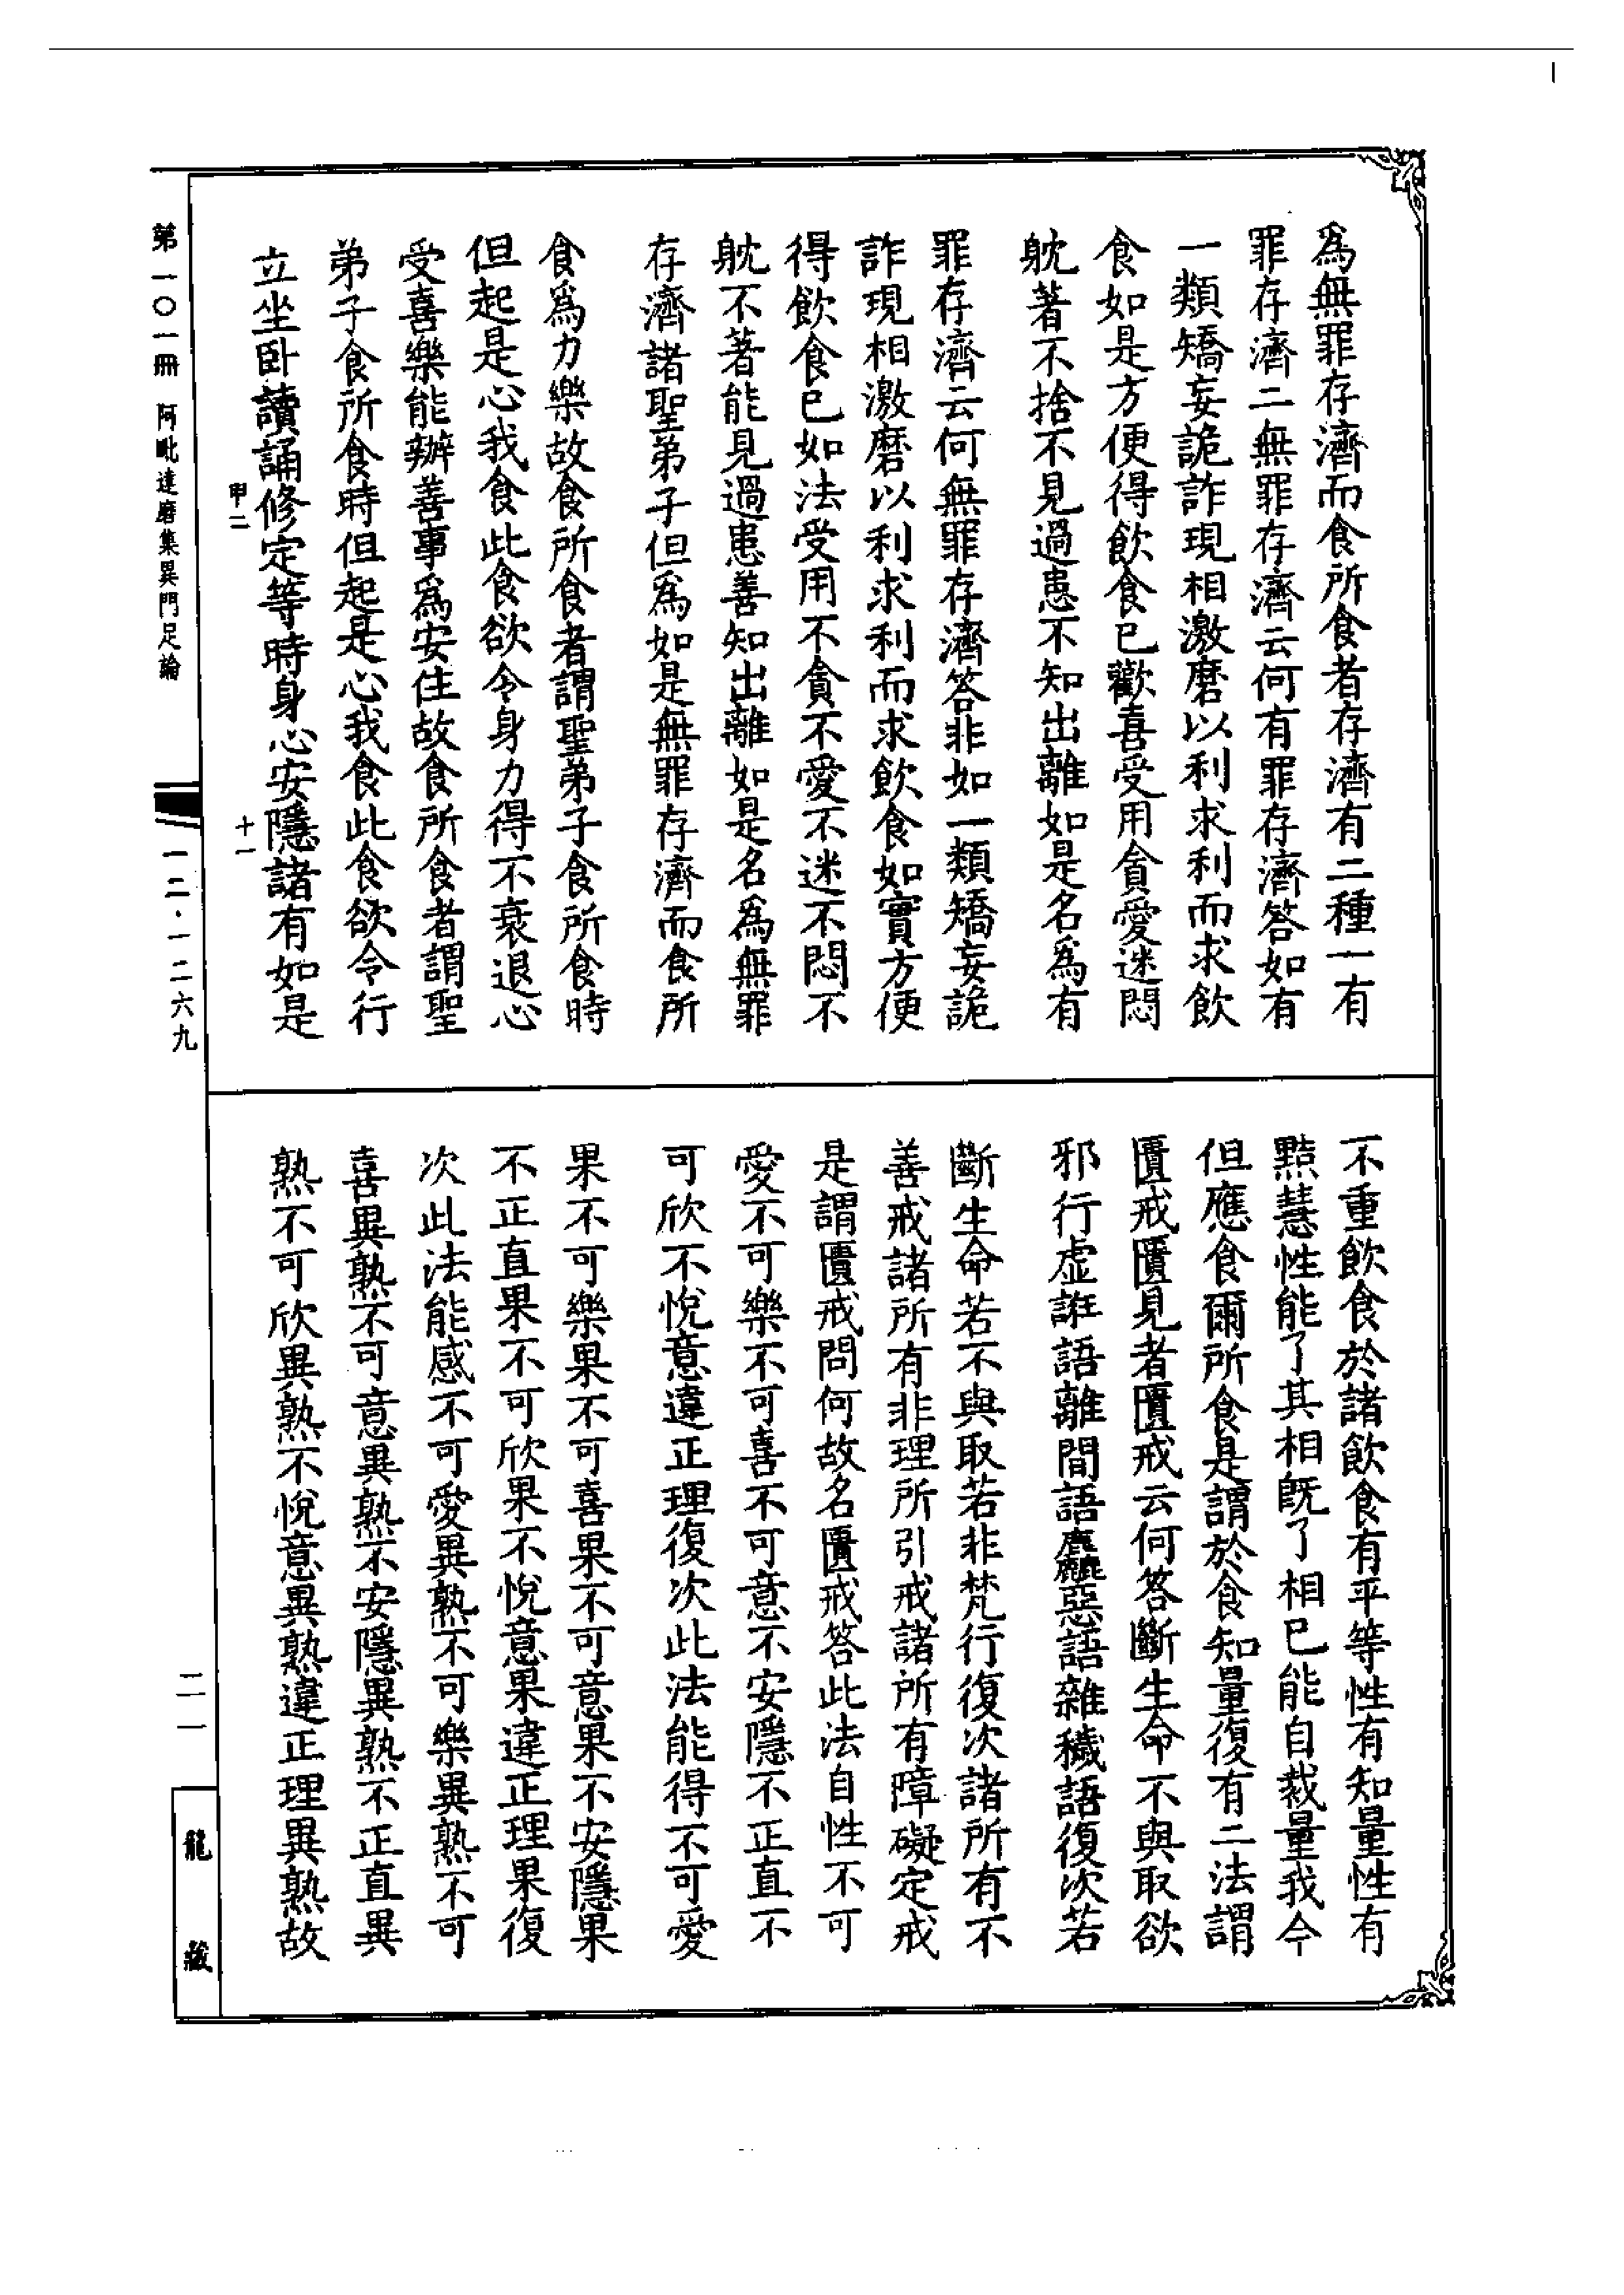 為無罪存濟而食所食者存濟有二種一有
罪存濟二無罪存濟云何有罪存濟答如有
一類矯妄詭詐現相激磨以利求利而求飲
食如是方便得飲食已歡喜受用貪愛迷悶
躭著不捨不見過患不知出離如是名為有
罪存濟云何無罪存濟答非如一類矯妄詭
詐現相激磨以利求利而求飲食如實方便
得飲食已如法受用不貪不愛不迷不悶不
躭不著能見過患善知出離如是名為無罪
存濟諸聖弟子但為如是無罪存濟而食所
食為力樂故食所食者謂聖弟子食所食時
但起是心我食此食欲令身力得不衰退心
受喜樂能辦善事為安住故食所食者謂聖
弟子食所食時但起是心我食此食欲令行
立坐臥讀誦修定等時身心安隱諸有如是
甲二 十一
不重飲食於諸飲食有平等性有知量性有
黠慧性能了其相既了相已能自裁量我今
但應食爾所食是謂於食知量復有二法謂
匱戒匱見者匱戒云何答斷生命不與取欲
邪行虛誑語離間語麤惡語雜穢語復次若
斷生命若不與取若非梵行復次諸所有不
善戒諸所有非理所引戒諸所有障礙定戒
是謂匱戒問何故名匱戒答此法自性不可
愛不可樂不可喜不可意不安隱不正直不
可欣不悅意違正理復次此法能得不可愛
果不可樂果不可喜果不可意果不安隱果
不正直果不可欣果不悅意果違正理果復
次此法能感不可愛異熟不可樂異熟不可
喜異熟不可意異熟不安隱異熟不正直異
熟不可欣異熟不悅意異熟違正理異熟故
第一〇一冊 阿毗達磨集異門足論
一二·一二六九
二一一
龍藏